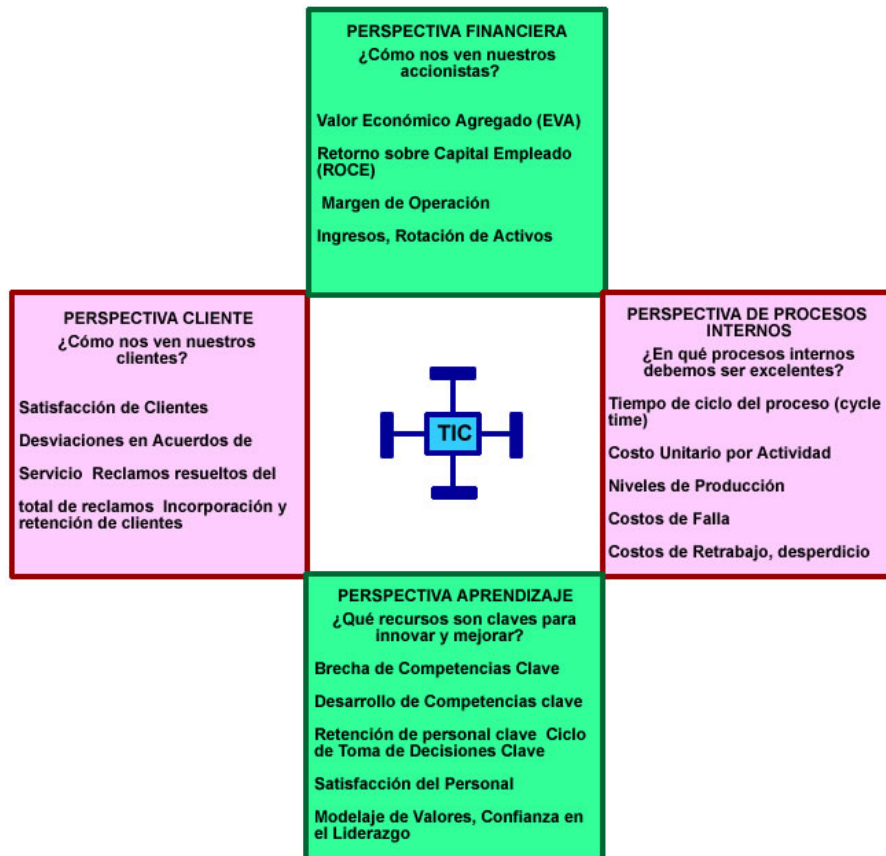 PERSPECTIVA FINANCIERA
¿Cómo nos ven nuestros
accionistas?
Valor Económico Agregado (EVA)
Retorno sobre Capital Empleado
(ROCE)
Margen de Operación
Ingresos, Rotación de Activos
PERSPECTIVA CLIENTE
¿Cómo nos ven nuestros
clientes?
Satisfacción de Clientes
Desviaciones en Acuerdos de
Servicio Reclamos resueltos del
total de reclamos Incorporación y
retención de clientes
TIC
PERSPECTIVA DE PROCESOS
INTERNOS
¿En qué procesos internos
debemos ser excelentes?
Tiempo de ciclo del proceso (cycle
time)
Costo Unitario por Actividad
Niveles de Producción
Costos de Falla
Costos de Retrabajo, desperdicio
PERSPECTIVA APRENDIZAJE
¿Qué recursos son claves para
innovar y mejorar?
Brecha de Competencias Clave
Desarrollo de Competencias clave
Retención de personal clave Ciclo
de Toma de Decisiones Clave
Satisfacción del Personal
Modelaje de Valores, Confianza en
el Liderazgo